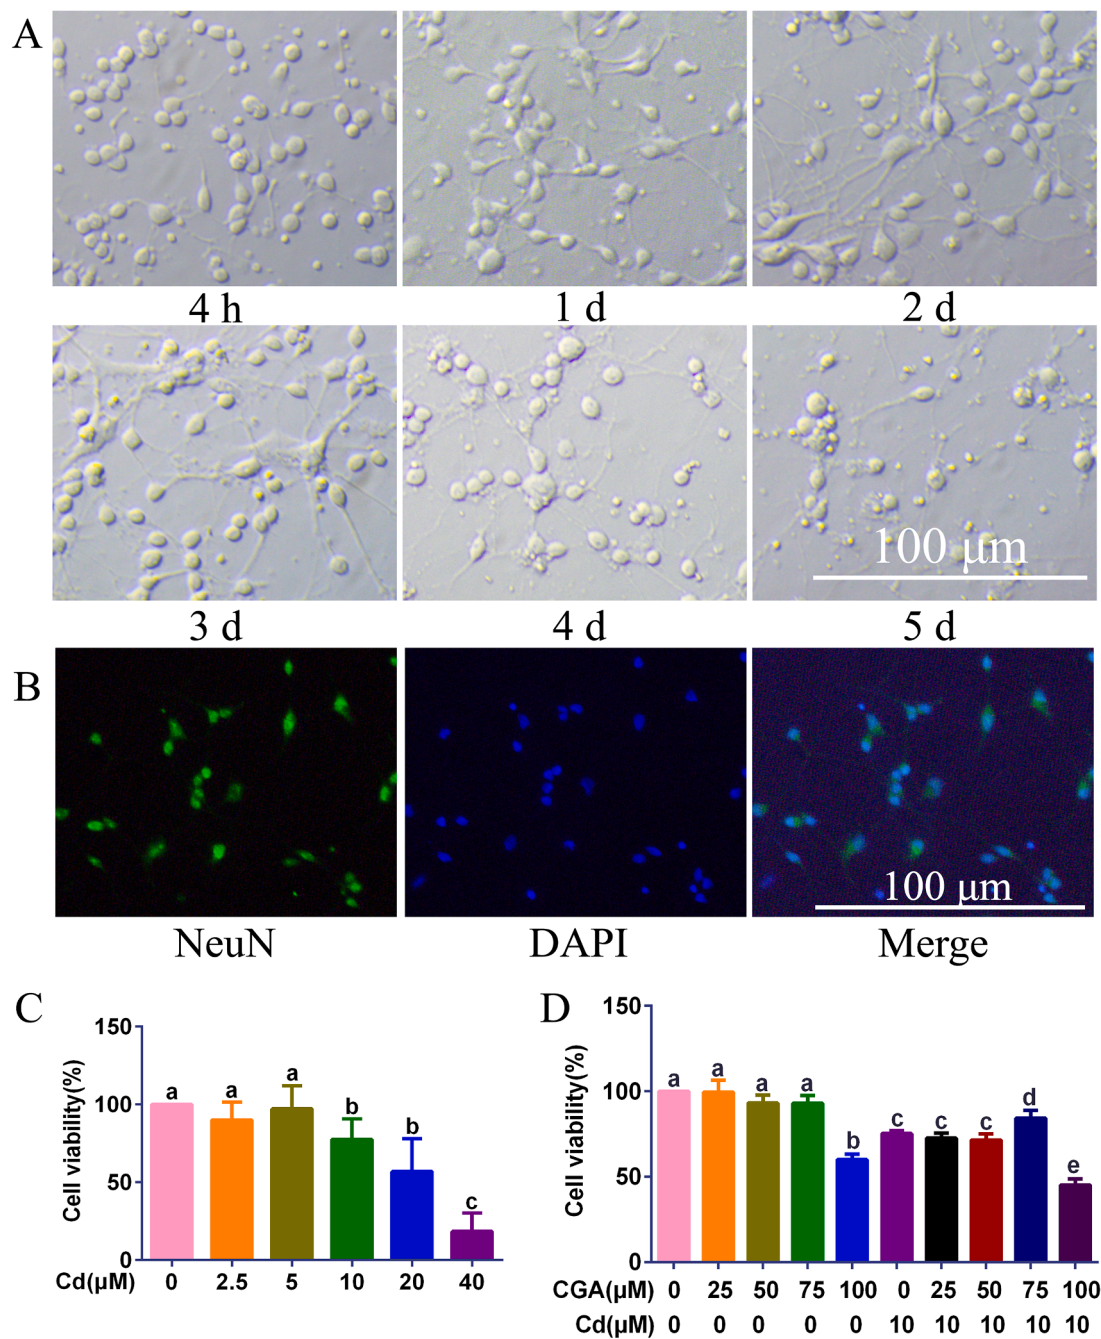 A
4 h
1 d
2 d
100 μm
3 d
4 d
5 d
B
100 μm
NeuN
DAPI
Merge
C
150
100
50
0
Cell viability(%)
a
a
a
b
b
c
Cd(μM)
0 2.5 5 10 20 40
D
150
100
50
0
Cell viability(%)
a
a
a
a
b
c
c
c
d
e
CGA(μM) 0 25 50 75 100 0 25 50 75 100
Cd(μM) 0 0 0 0 0 10 10 10 10 10